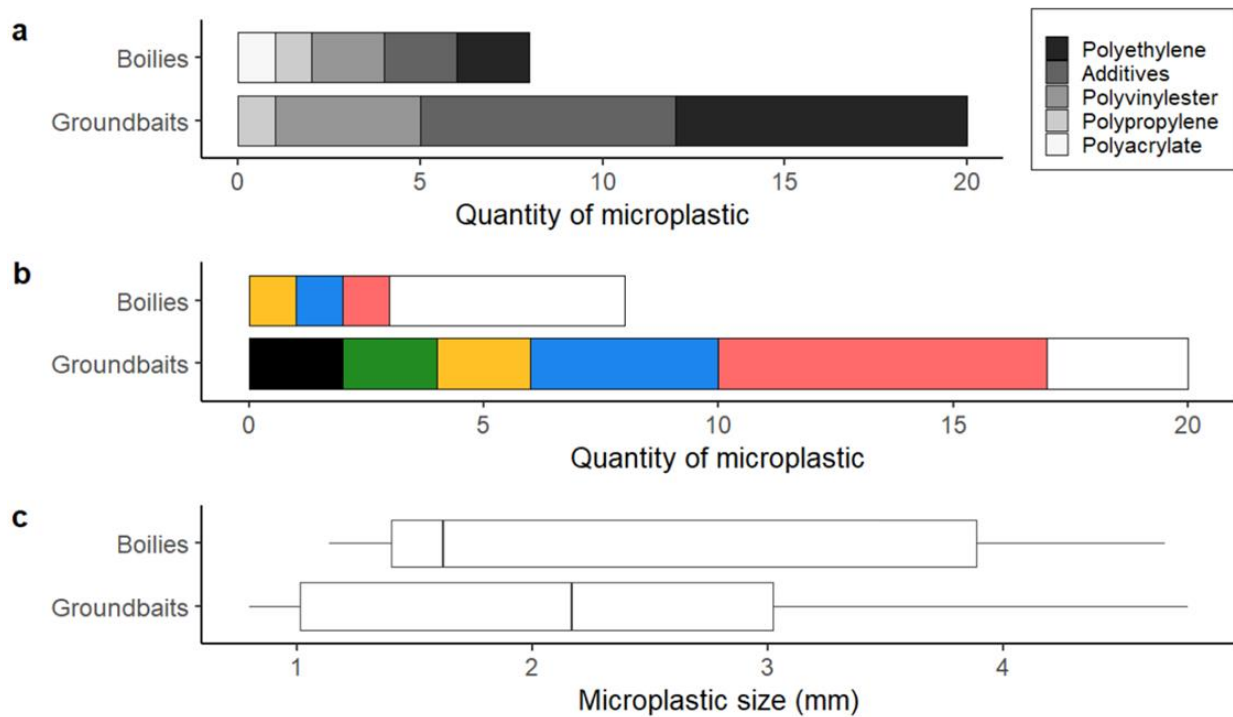 a
Boilies
Groundbaits
0 5 10 15 20
Quantity of microplastic
Polyethylene
Additives
Polyvinylester
Polypropylene
Polyacrylate
b
Boilies
Groundbaits
0 5 10 15 20
Quantity of microplastic
c
Boilies
Groundbaits
1 2 3 4
Microplastic size (mm)